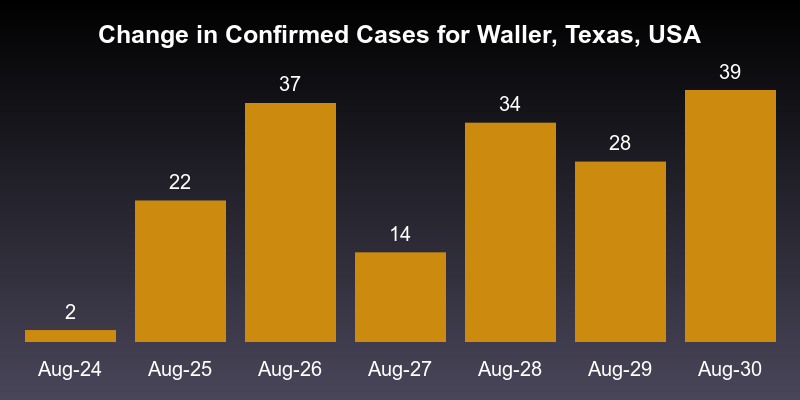 Change in Confirmed Cases for Waller, Texas, USA
2
22
37
14
34
28
39
Aug-24
Aug-25
Aug-26
Aug-27
Aug-28
Aug-29
Aug-30